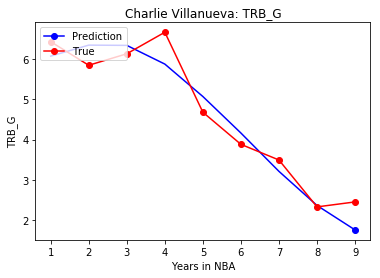 Charlie Villanueva: TRB_G
Prediction
True
6
5
4
3
2
TRB_G
1 2 3 4 5 6 7 8 9
Years in NBA